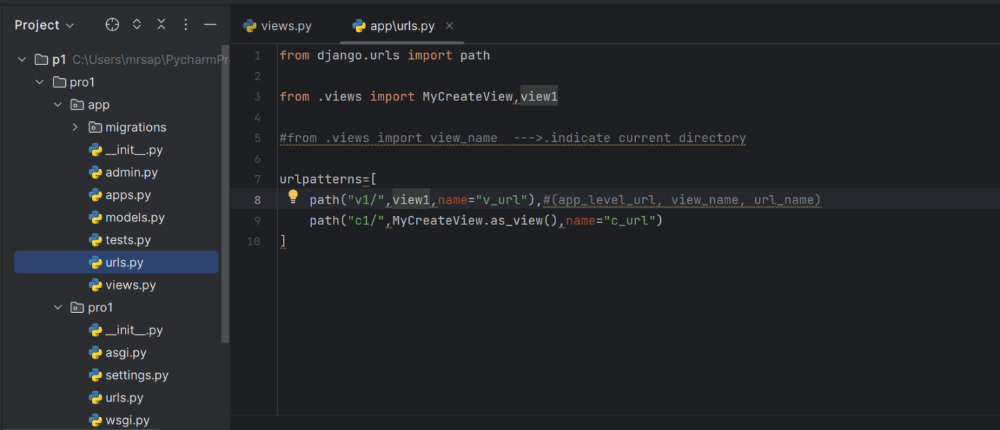 Project
views.py
app\urls.py
p1 C:\Users\mrsap\PycharmPr
pro1
app
migrations
__init__.py
admin.py
apps.py
models.py
tests.py
urls.py
views.py
pro1
__init__.py
asgi.py
settings.py
urls.py
wsgi.py
1 from django.urls import path
2
3 from .views import MyCreateView,view1
4
5 #from .views import view_name --->.indicate current directory
6
7 urlpatterns=[
8 path("v1/",view1,name="v_url"),#(app_level_url, view_name, url_name)
9 path("c1/",MyCreateView.as_view(),name="c_url")
10 ]